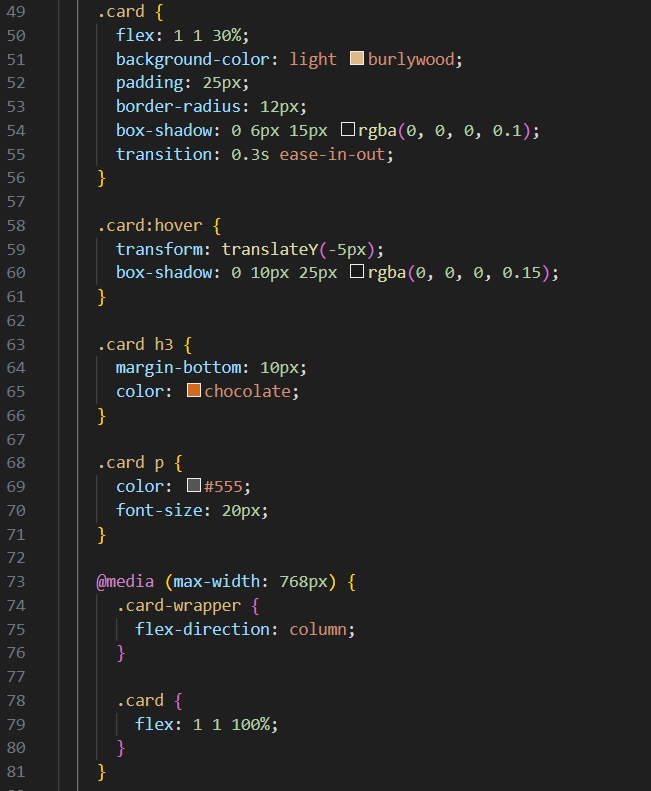 49 .card {
50 flex: 1 1 30%;
51 background-color: light burlywood;
52 padding: 25px;
53 border-radius: 12px;
54 box-shadow: 0 6px 15px rgba(0, 0, 0, 0.1);
55 transition: 0.3s ease-in-out;
56 }
57
58 .card:hover {
59 transform: translateY(-5px);
60 box-shadow: 0 10px 25px rgba(0, 0, 0, 0.15);
61 }
62
63 .card h3 {
64 margin-bottom: 10px;
65 color: chocolate;
66 }
67
68 .card p {
69 color: #555;
70 font-size: 20px;
71 }
72
73 @media (max-width: 768px) {
74 .card-wrapper {
75 flex-direction: column;
76 }
77
78 .card {
79 flex: 1 1 100%;
80 }
81 }